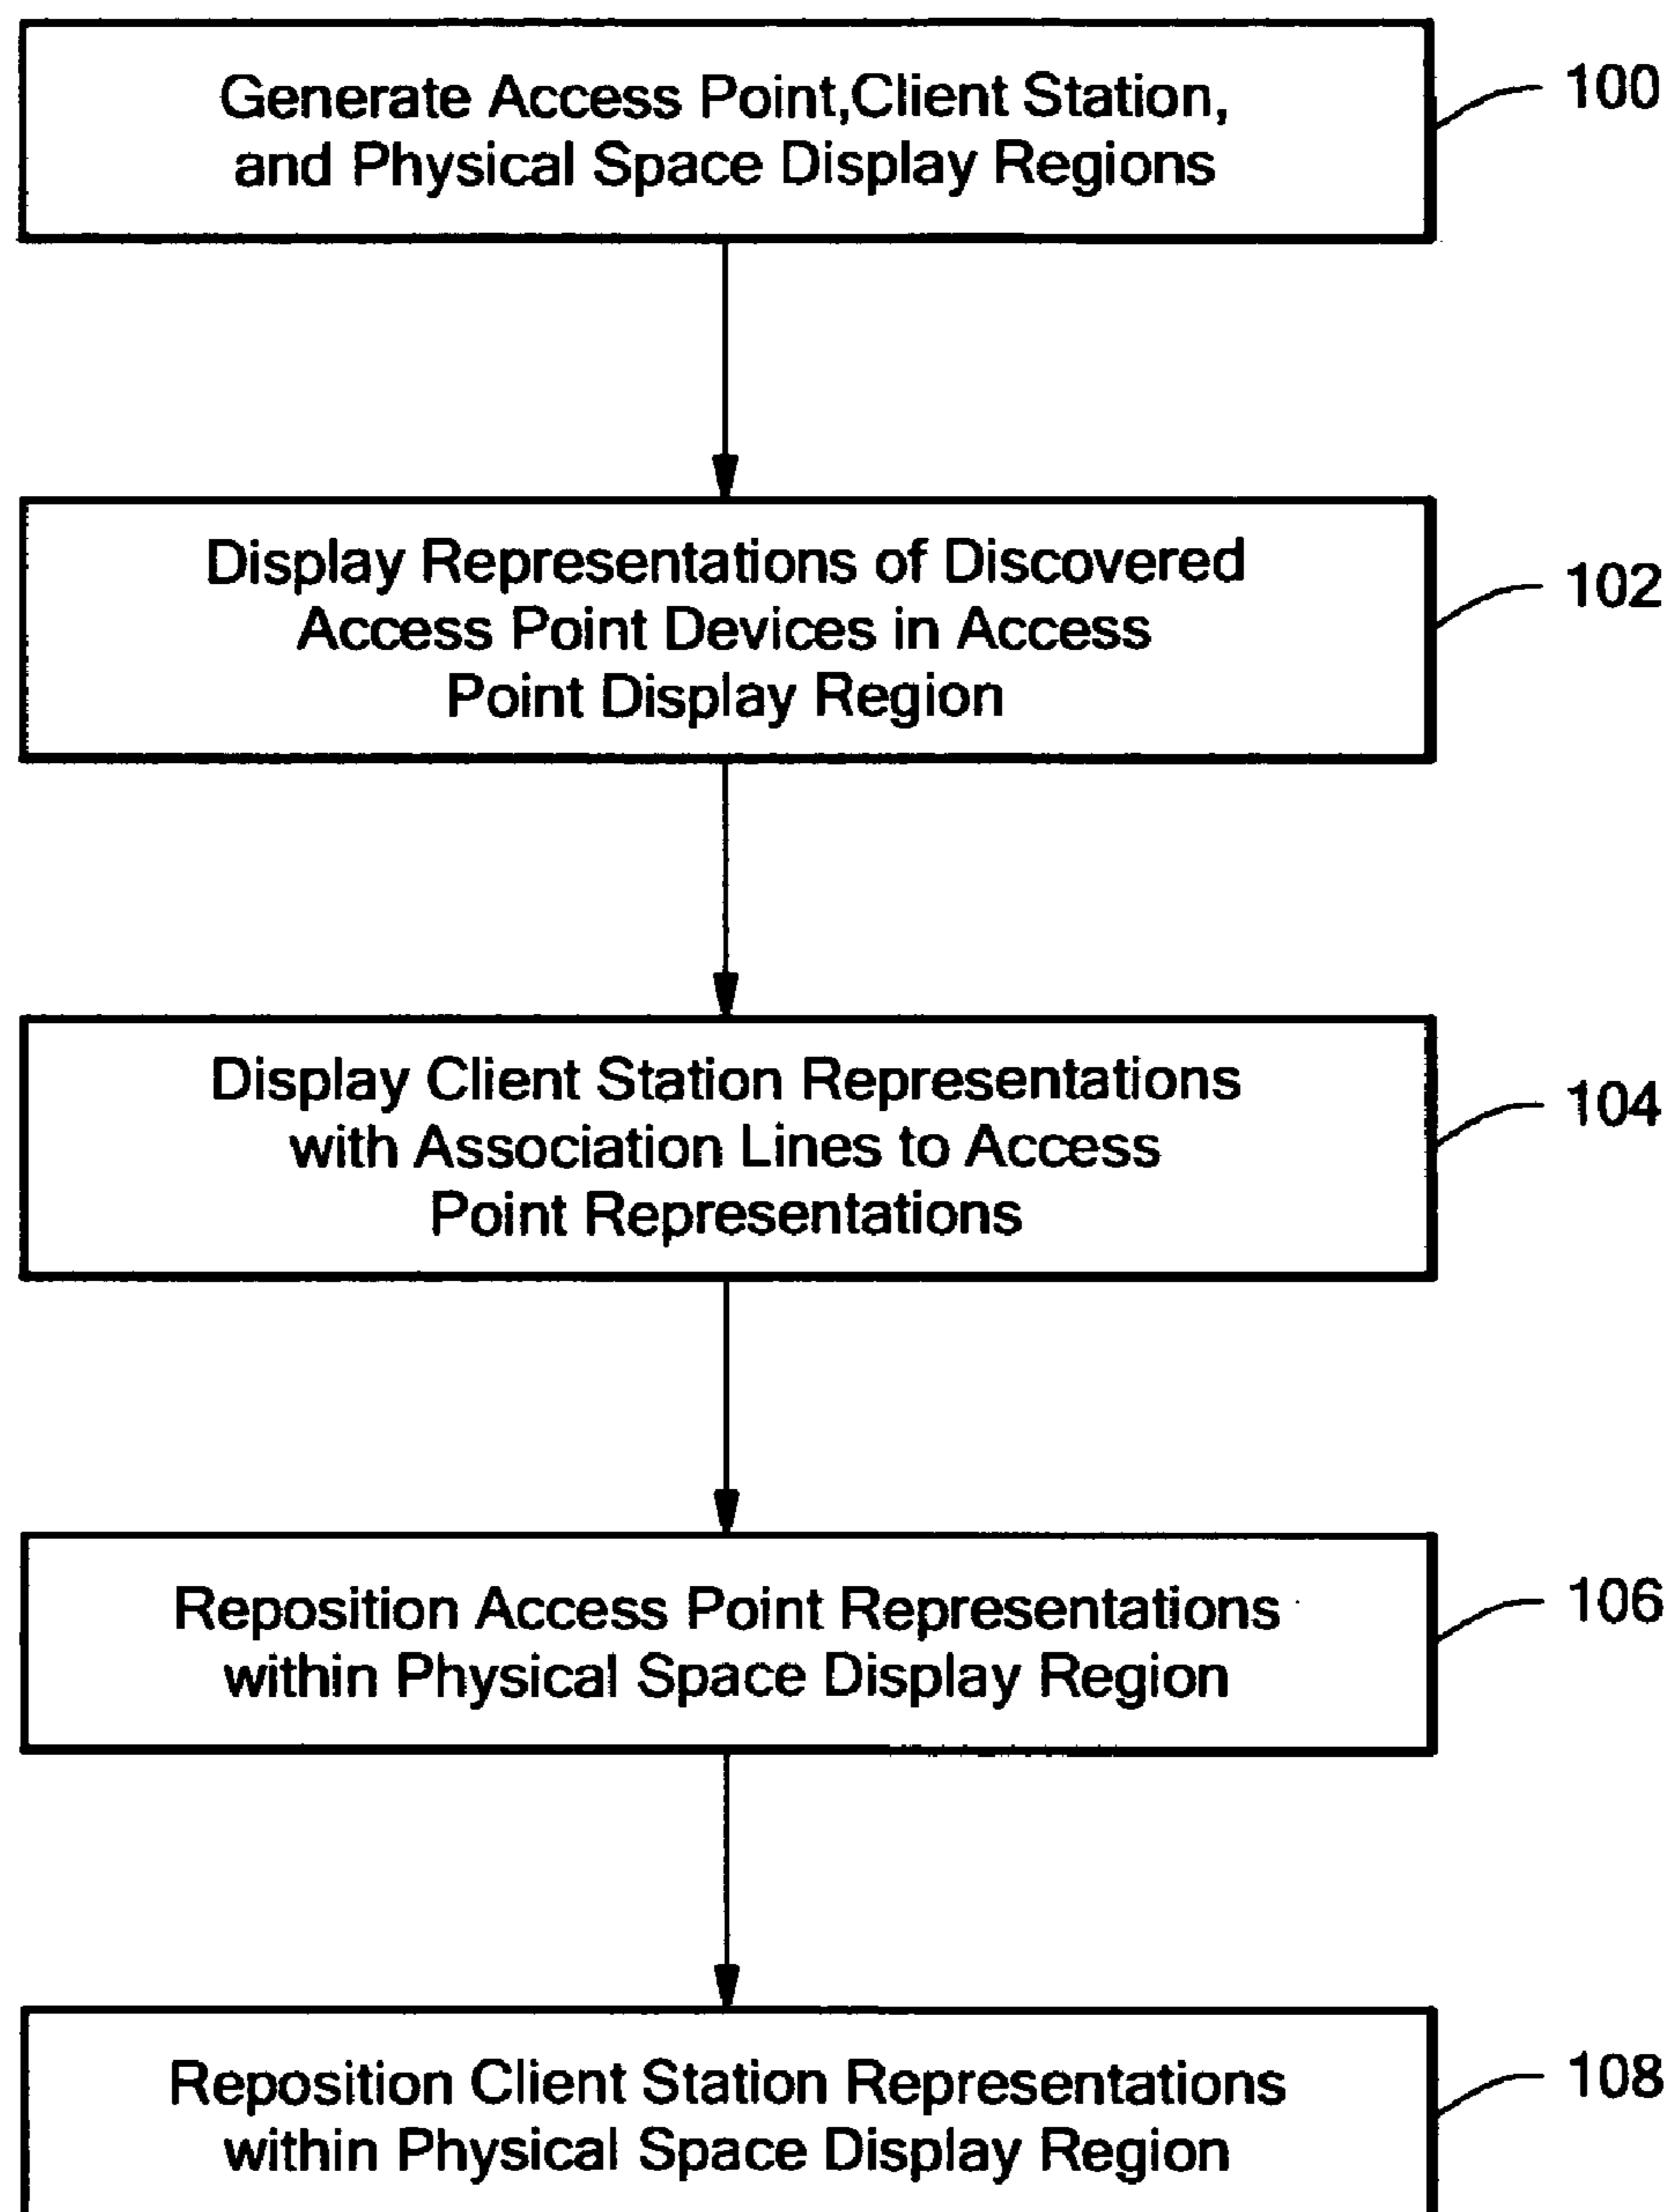 Generate Access Point,Client Station,
and Physical Space Display Regions
100
Display Representations of Discovered
Access Point Devices in Access
Point Display Region
102
Display Client Station Representations
with Association Lines to Access
Point Representations
104
Reposition Access Point Representations
within Physical Space Display Region
106
Reposition Client Station Representations
within Physical Space Display Region
108